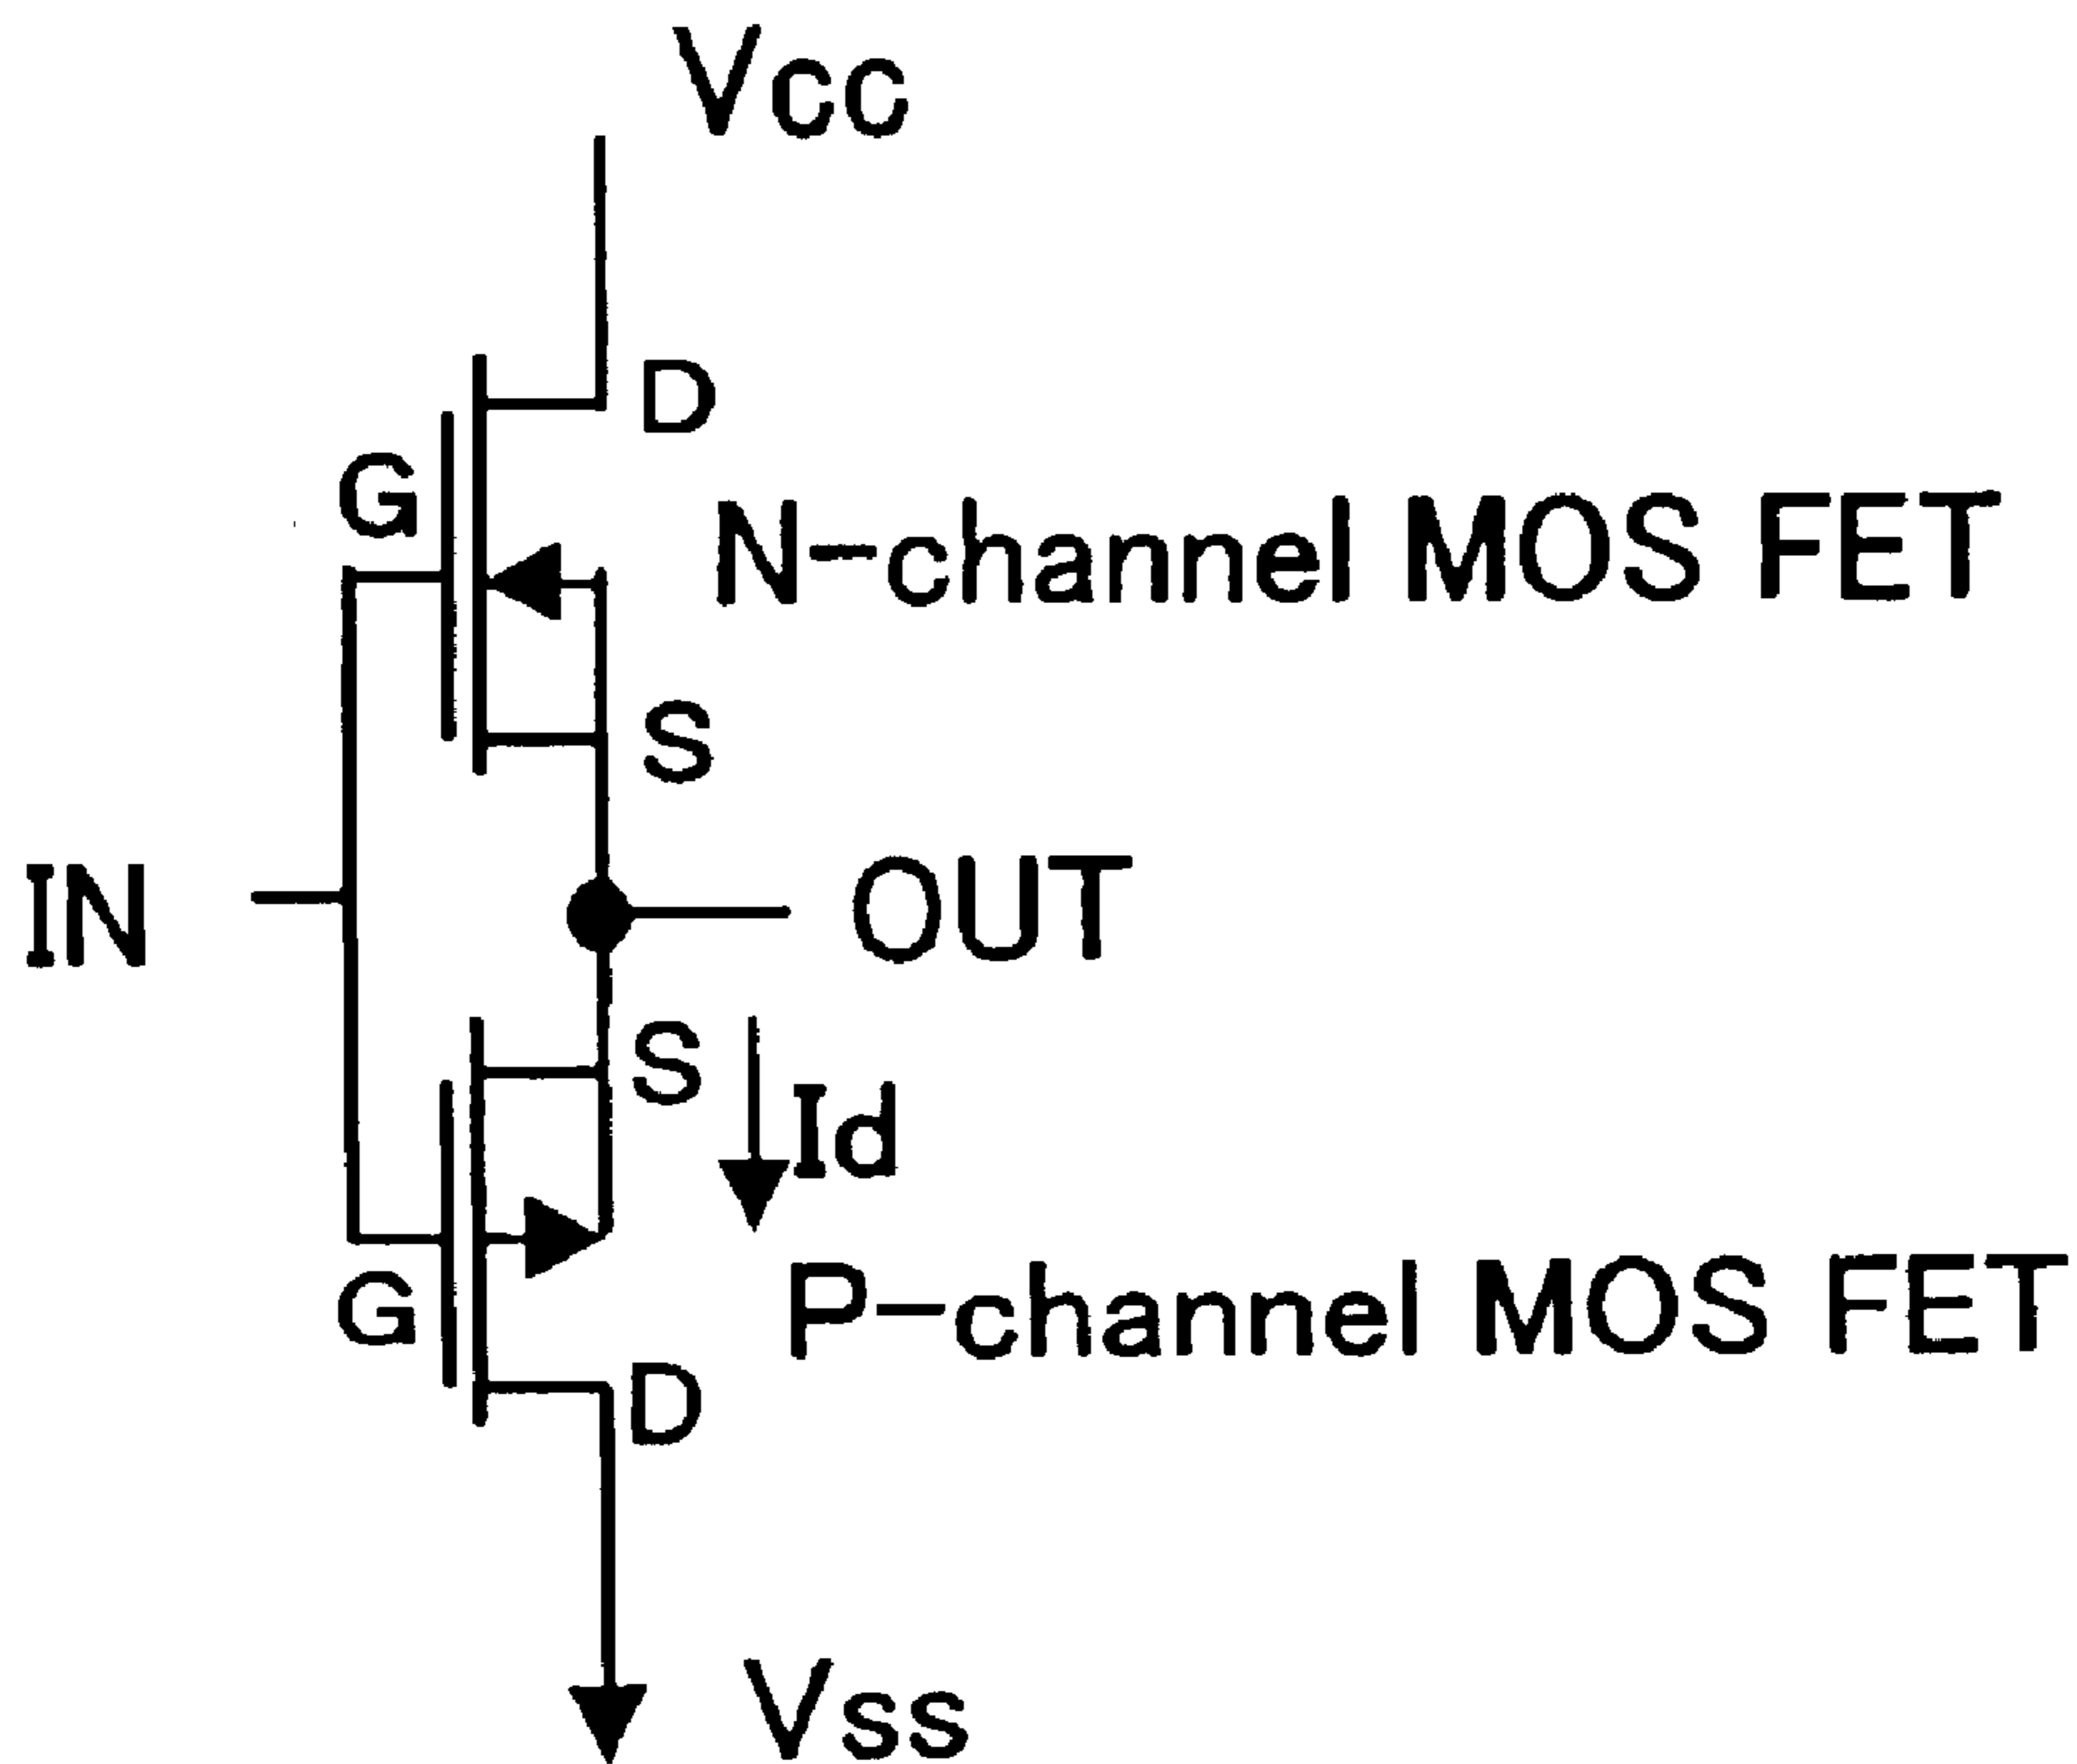 Vcc
D
G
N-channel MOS FET
S
IN
OUT
S
Id
G
P-channel MOS FET
D
Vss